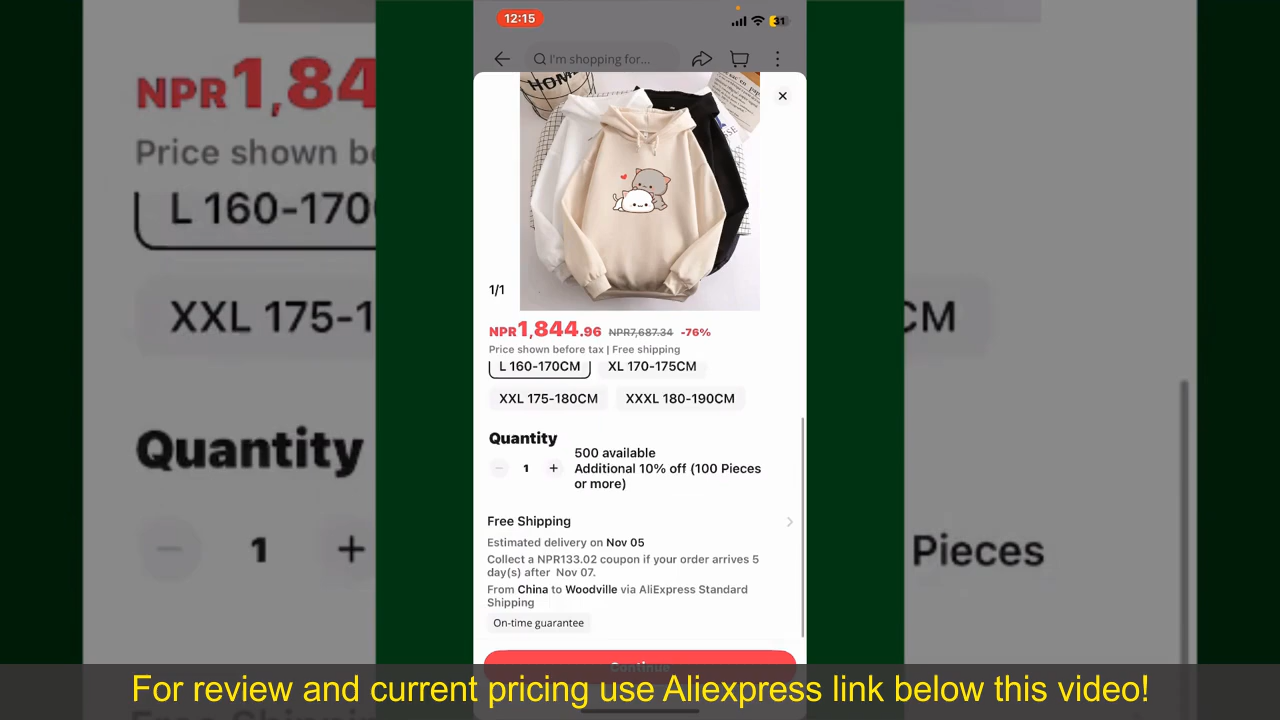 12:15
31
I'm shopping for...
HOME
1/1
NPR1,844.96 NPR7,687.34 -76%
Price shown before tax | Free shipping
L 160-170CM XL 170-175CM
XXL 175-180CM XXXL 180-190CM
Quantity
1
500 available
Additional 10% off (100 Pieces
or more)
Free Shipping
Estimated delivery on Nov 05
Collect a NPR133.02 coupon if your order arrives 5
day(s) after Nov 07.
From China to Woodville via AliExpress Standard
Shipping
On-time guarantee
Continue
NPR1,84
Price shown b
L 160-170
XXL 175-1
CM
Quantity
1
Pieces
For review and current pricing use Aliexpress link below this video!